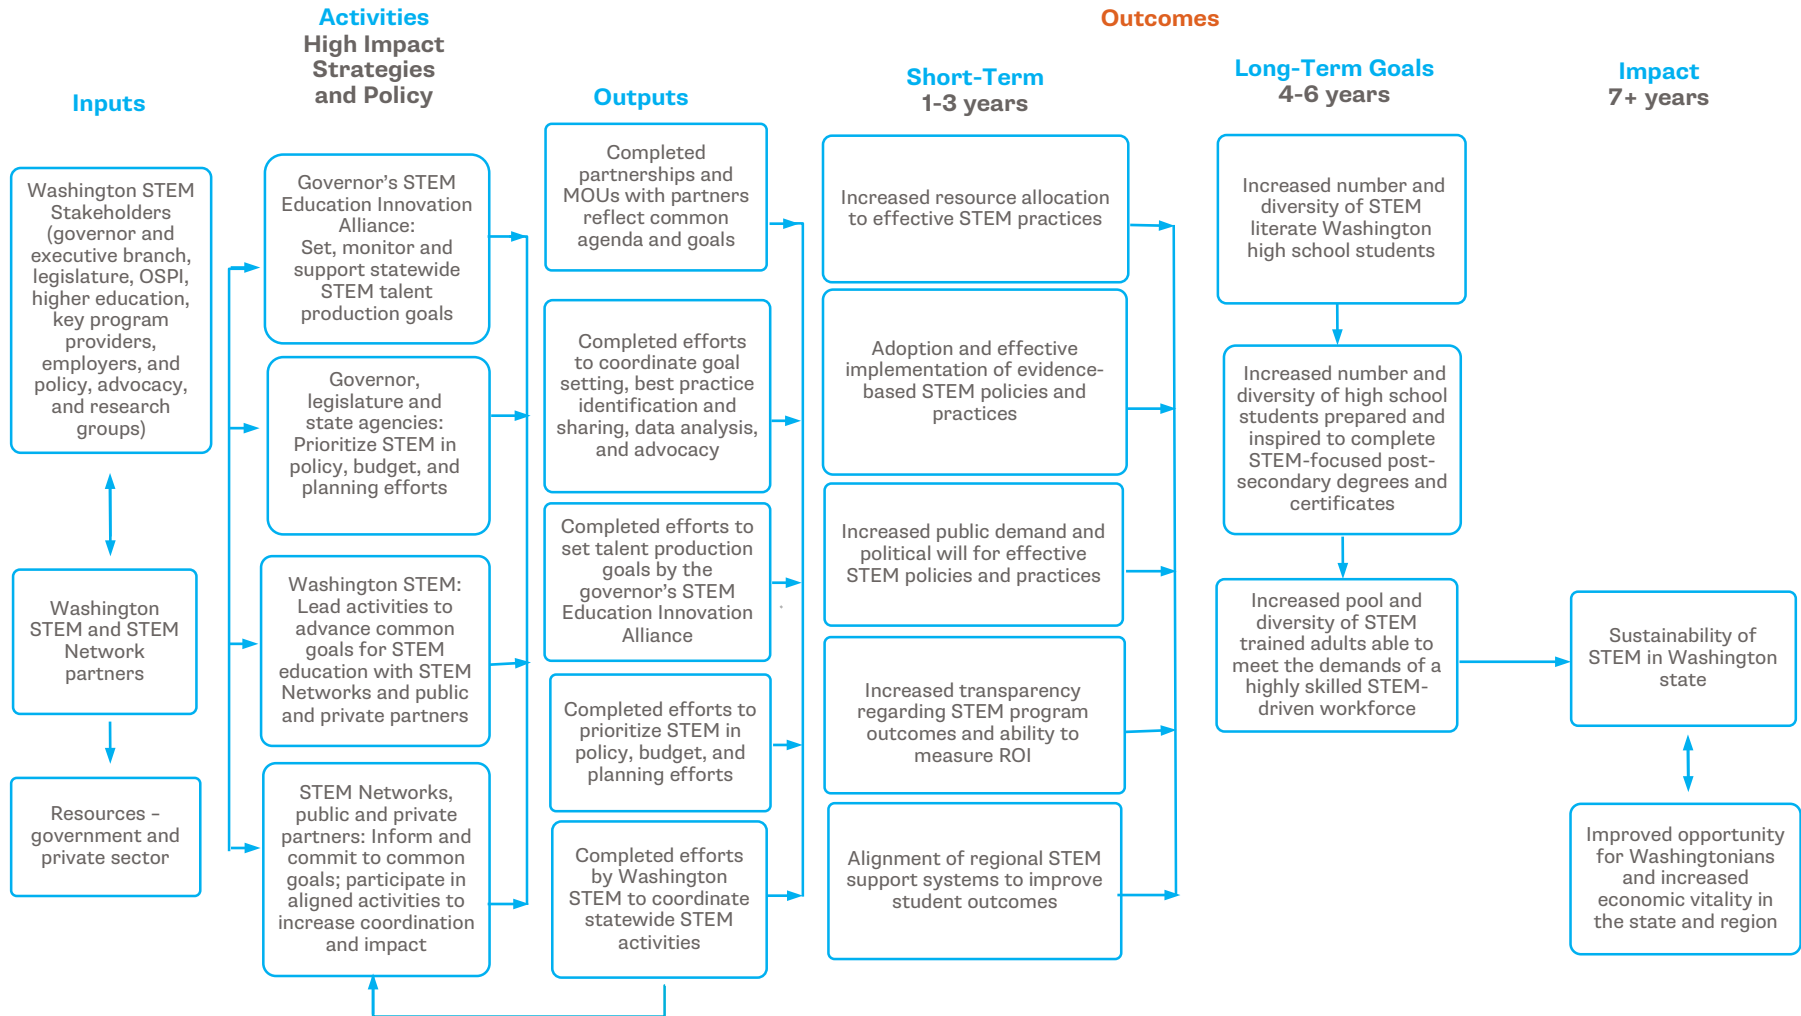 Inputs
Washington STEM
Stakeholders
(governor and
executive branch,
legislature, OSPI,
higher education,
key program
providers,
employers, and
policy, advocacy,
and research
groups)
Washington
STEM and STEM
Network
partners
Resources –
government and
private sector
Activities
High Impact
Strategies
and Policy
Governor’s STEM
Education Innovation
Alliance:
Set, monitor and
support statewide
STEM talent
production goals
Governor,
legislature and
state agencies:
Prioritize STEM in
policy, budget, and
planning efforts
Washington STEM:
Lead activities to
advance common
goals for STEM
education with STEM
Networks and public
and private partners
STEM Networks,
public and private
partners: Inform and
commit to common
goals; participate in
aligned activities to
increase coordination
and impact
Outputs
Completed
partnerships and
MOUs with partners
reflect common
agenda and goals
Completed efforts
to coordinate goal
setting, best practice
identification and
sharing, data analysis,
and advocacy
Completed efforts to
set talent production
goals by the
governor’s STEM
Education Innovation
Alliance
Completed efforts to
prioritize STEM in
policy, budget, and
planning efforts
Completed efforts
by Washington
STEM to coordinate
statewide STEM
activities
Outcomes
Short-Term
1-3 years
Increased resource allocation
to effective STEM practices
Adoption and effective
implementation of evidence-
based STEM policies and
practices
Increased public demand and
political will for effective
STEM policies and practices
Increased transparency
regarding STEM program
outcomes and ability to
measure ROI
Alignment of regional STEM
support systems to improve
student outcomes
Long-Term Goals
4-6 years
Increased number and
diversity of STEM
literate Washington
high school students
Increased number and
diversity of high school
students prepared and
inspired to complete
STEM-focused post-
secondary degrees and
certificates
Increased pool and
diversity of STEM
trained adults able to
meet the demands of a
highly skilled STEM-
driven workforce
Impact
7+ years
Sustainability of
STEM in Washington
state
Improved opportunity
for Washingtonians
and increased
economic vitality in
the state and region